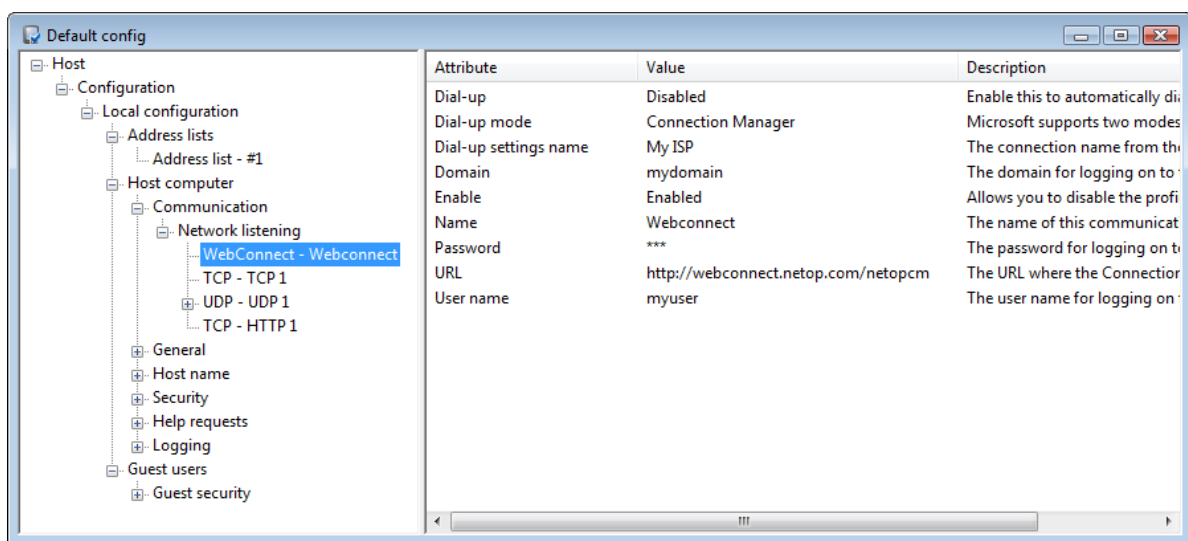 Default config
Host
Configuration
Local configuration
Address lists
Address list - #1
Host computer
Communication
Network listening
WebConnect - Webconnect
TCP - TCP 1
UDP - UDP 1
TCP - HTTP 1
General
Host name
Security
Help requests
Logging
Guest users
Guest security
Attribute Value Description
Dial-up Disabled Enable this to automatically
Dial-up mode Connection Manager Microsoft supports two modes
Dial-up settings name My ISP The connection name from
Domain mydomain The domain for logging on to
Enable Enabled Allows you to disable the
Name Webconnect The name of this
Password *** The password for logging on
URL http://webconnect.netop.com/netopcm The URL where the Connection
User name myuser The user name for logging on